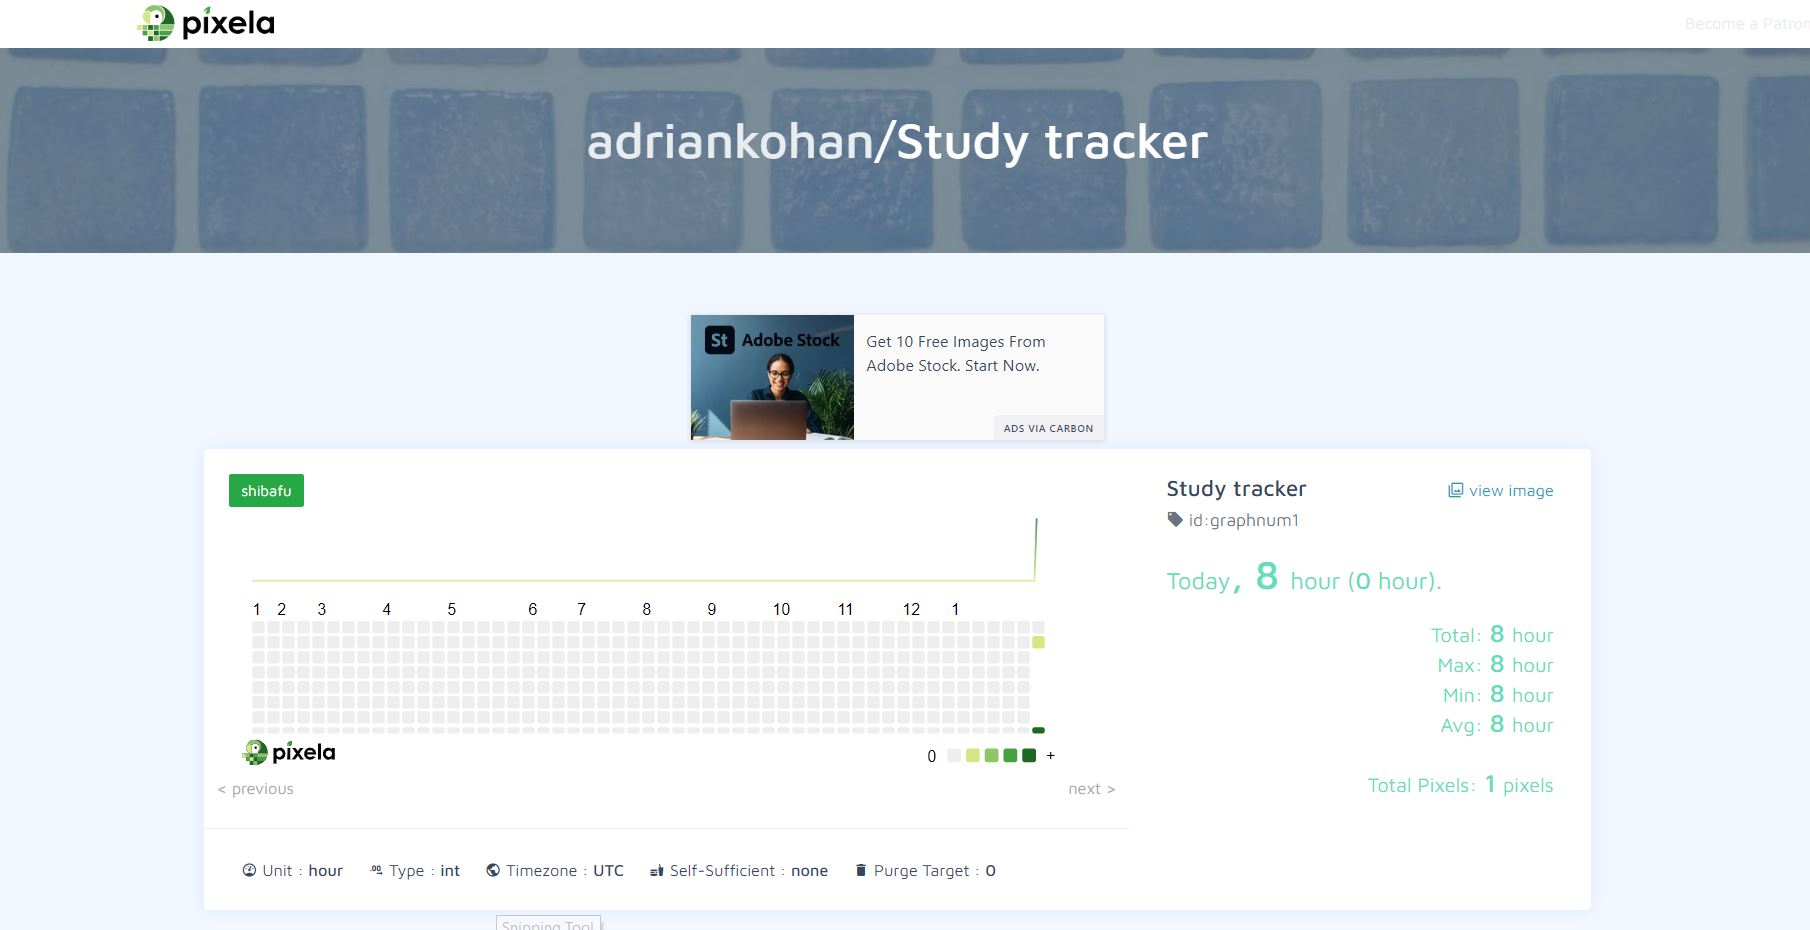 pixela
Become a Patron
adriankohan/Study tracker
St Adobe Stock
Get 10 Free Images From
Adobe Stock. Start Now.
ADS VIA CARBON
shibafu
1 2 3 4 5 6 7 8 9 10 11 12 1
pixela
0 +
< previous
next >
Unit : hour
Type : int
Timezone : UTC
Self-Sufficient : none
Purge Target : 0
Study tracker
view image
id:graphnum1
Today, 8 hour (0 hour).
Total: 8 hour
Max: 8 hour
Min: 8 hour
Avg: 8 hour
Total Pixels: 1 pixels
Snipping Tool